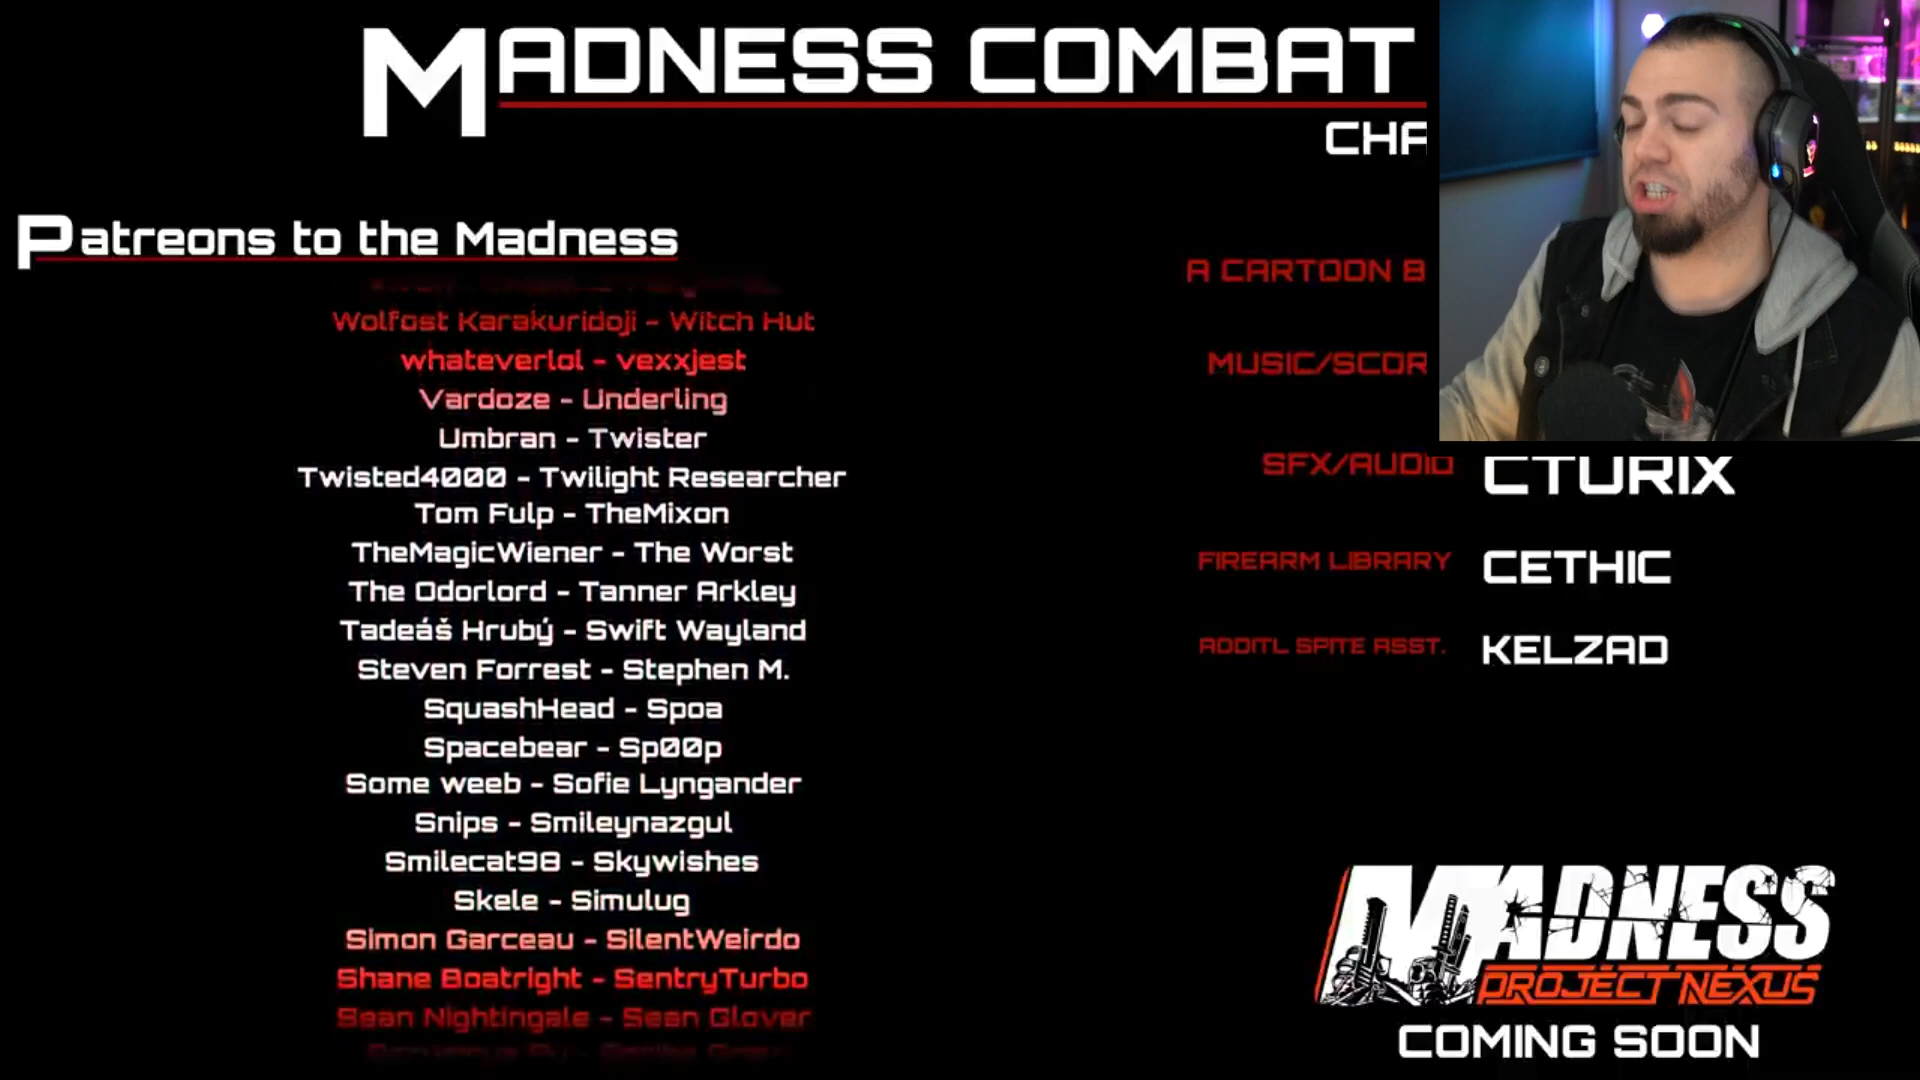 MADNESS COMBAT
CHA
Patreons to the Madness
Wolfast Karakuridoji - Witch Hut
whateverlol - vexxjest
Vardoze - Underling
Umbran - Twister
Twisted4000 - Twilight Researcher
Tom Fulp - TheMixon
TheMagicWiener - The Worst
The Odorlord - Tanner Arkley
Tadeáš Hrubý - Swift Wayland
Steven Forrest - Stephen M.
SquashHead - Spoa
Spacebear - Sp00p
Some weeb - Sofie Lyngander
Snips - Smileynazgul
Smilecat98 - Skywishes
Skele - Simulug
Simon Garceau - SilentWeirdo
Shane Boatright - SentryTurbo
Sean Nightingale - Sean Glover
A CARTOON B
MUSIC/SCOR
SFX/AUDIO CTURIX
FIREARM LIBRARY CETHIC
ADDIT'L SPITE ASST. KELZAD
MADNESS
PROJECT NEXUS
COMING SOON